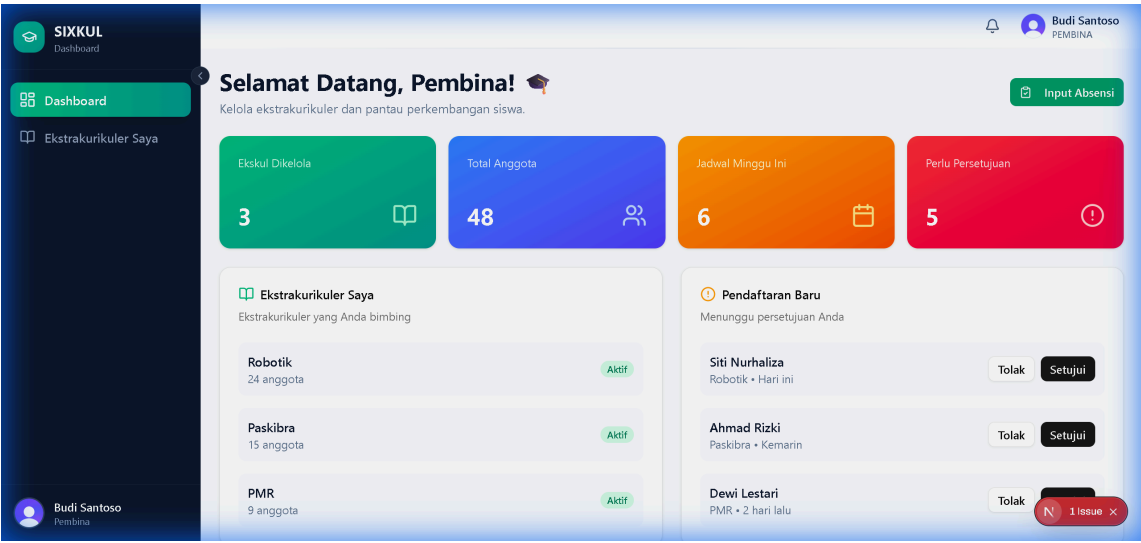 SIXKUL
Dashboard
Budi Santoso
PEMBINA
Dashboard
Ekstrakurikuler Saya
Selamat Datang, Pembina! 🎓
Kelola ekstrakurikuler dan pantau perkembangan siswa.
Input Absensi
Ekskul Dikelola
3
Total Anggota
48
Jadwal Minggu Ini
6
Perlu Persetujuan
5
Ekstrakurikuler Saya
Ekstrakurikuler yang Anda bimbing
Robotik
24 anggota
Aktif
Paskibra
15 anggota
Aktif
PMR
9 anggota
Aktif
Pendaftaran Baru
Menunggu persetujuan Anda
Siti Nurhaliza
Robotik • Hari ini
Tolak
Setujui
Ahmad Rizki
Paskibra • Kemarin
Tolak
Setujui
Dewi Lestari
PMR • 2 hari lalu
Tolak
N 1 Issue
Budi Santoso
Pembina